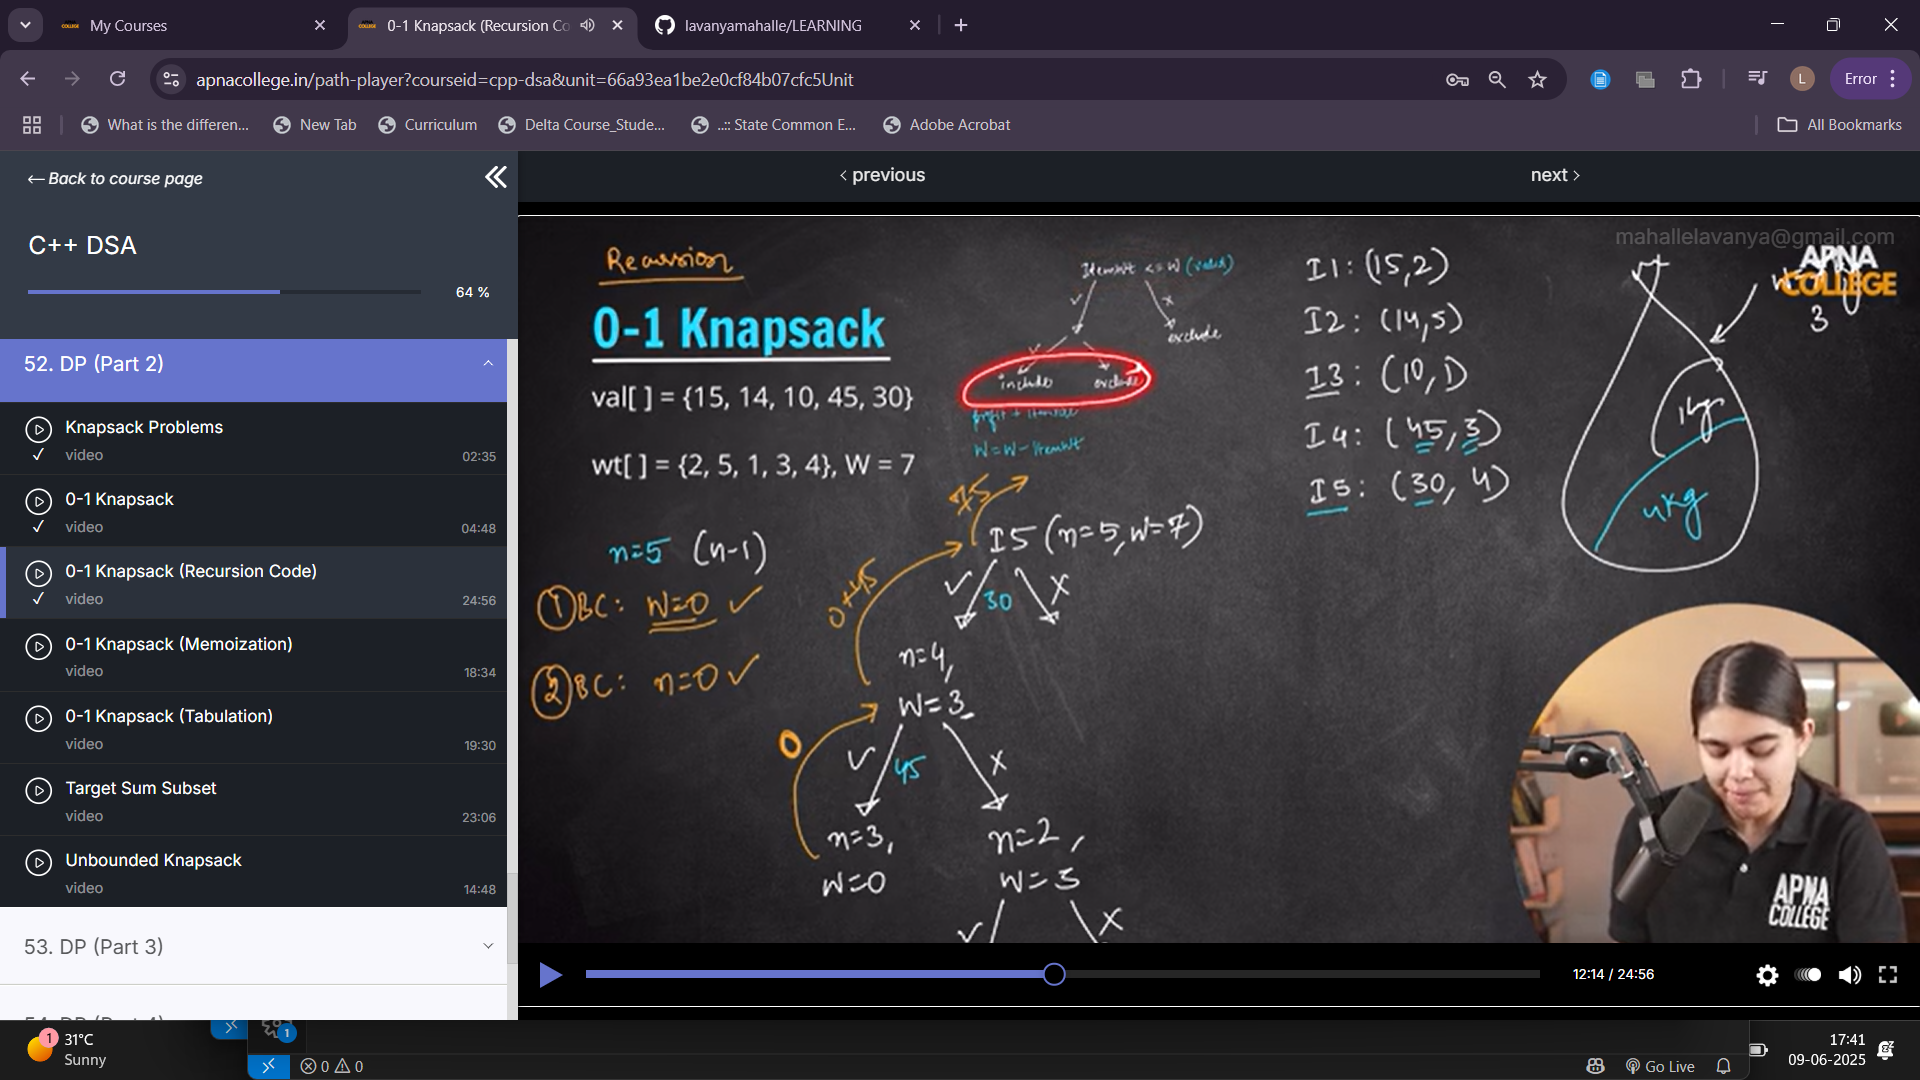 My Courses
0-1 Knapsack (Recursion Co
lavanyamahalle/LEARNING
apnacollege.in/path-player?courseid=cpp-dsa&unit=66a93ea1be2e0cf84b07cfc5Unit
L
Error
What is the differen...
New Tab
Curriculum
Delta Course_Stude...
..:: State Common E...
Adobe Acrobat
All Bookmarks
Back to course page
C++ DSA
64 %
52. DP (Part 2)
Knapsack Problems
video
02:35
0-1 Knapsack
video
04:48
0-1 Knapsack (Recursion Code)
video
24:56
0-1 Knapsack (Memoization)
video
18:34
0-1 Knapsack (Tabulation)
video
19:30
Target Sum Subset
video
23:06
Unbounded Knapsack
video
14:48
53. DP (Part 3)
previous
next
mahallelavanya@gmail.com
APNA
COLLEGE
Recursion
0-1 Knapsack
val[ ] = {15, 14, 10, 45, 30}
wt[ ] = {2, 5, 1, 3, 4}, W = 7
ItemWt <= W (valid)
exclude
include exclude
W = W - ItemWt
I1 : (15,2)
I2 : (14,5)
I3 : (10,1)
I4 : (45,3)
I5 : (30, 4)
3
1kg
4kg
n=5 (n-1)
① BC: W=0 ✓
② BC: n=0 ✓
75
I5 (n=5, W=7)
0+45
✓ 30 X
n=4,
W=3
0
✓ 45 X
n=3,
W=0
n=2,
W=3
✓ X
APNA
COLLEGE
12:14 / 24:56
1
31°C
Sunny
1
0 0
Go Live
17:41
09-06-2025